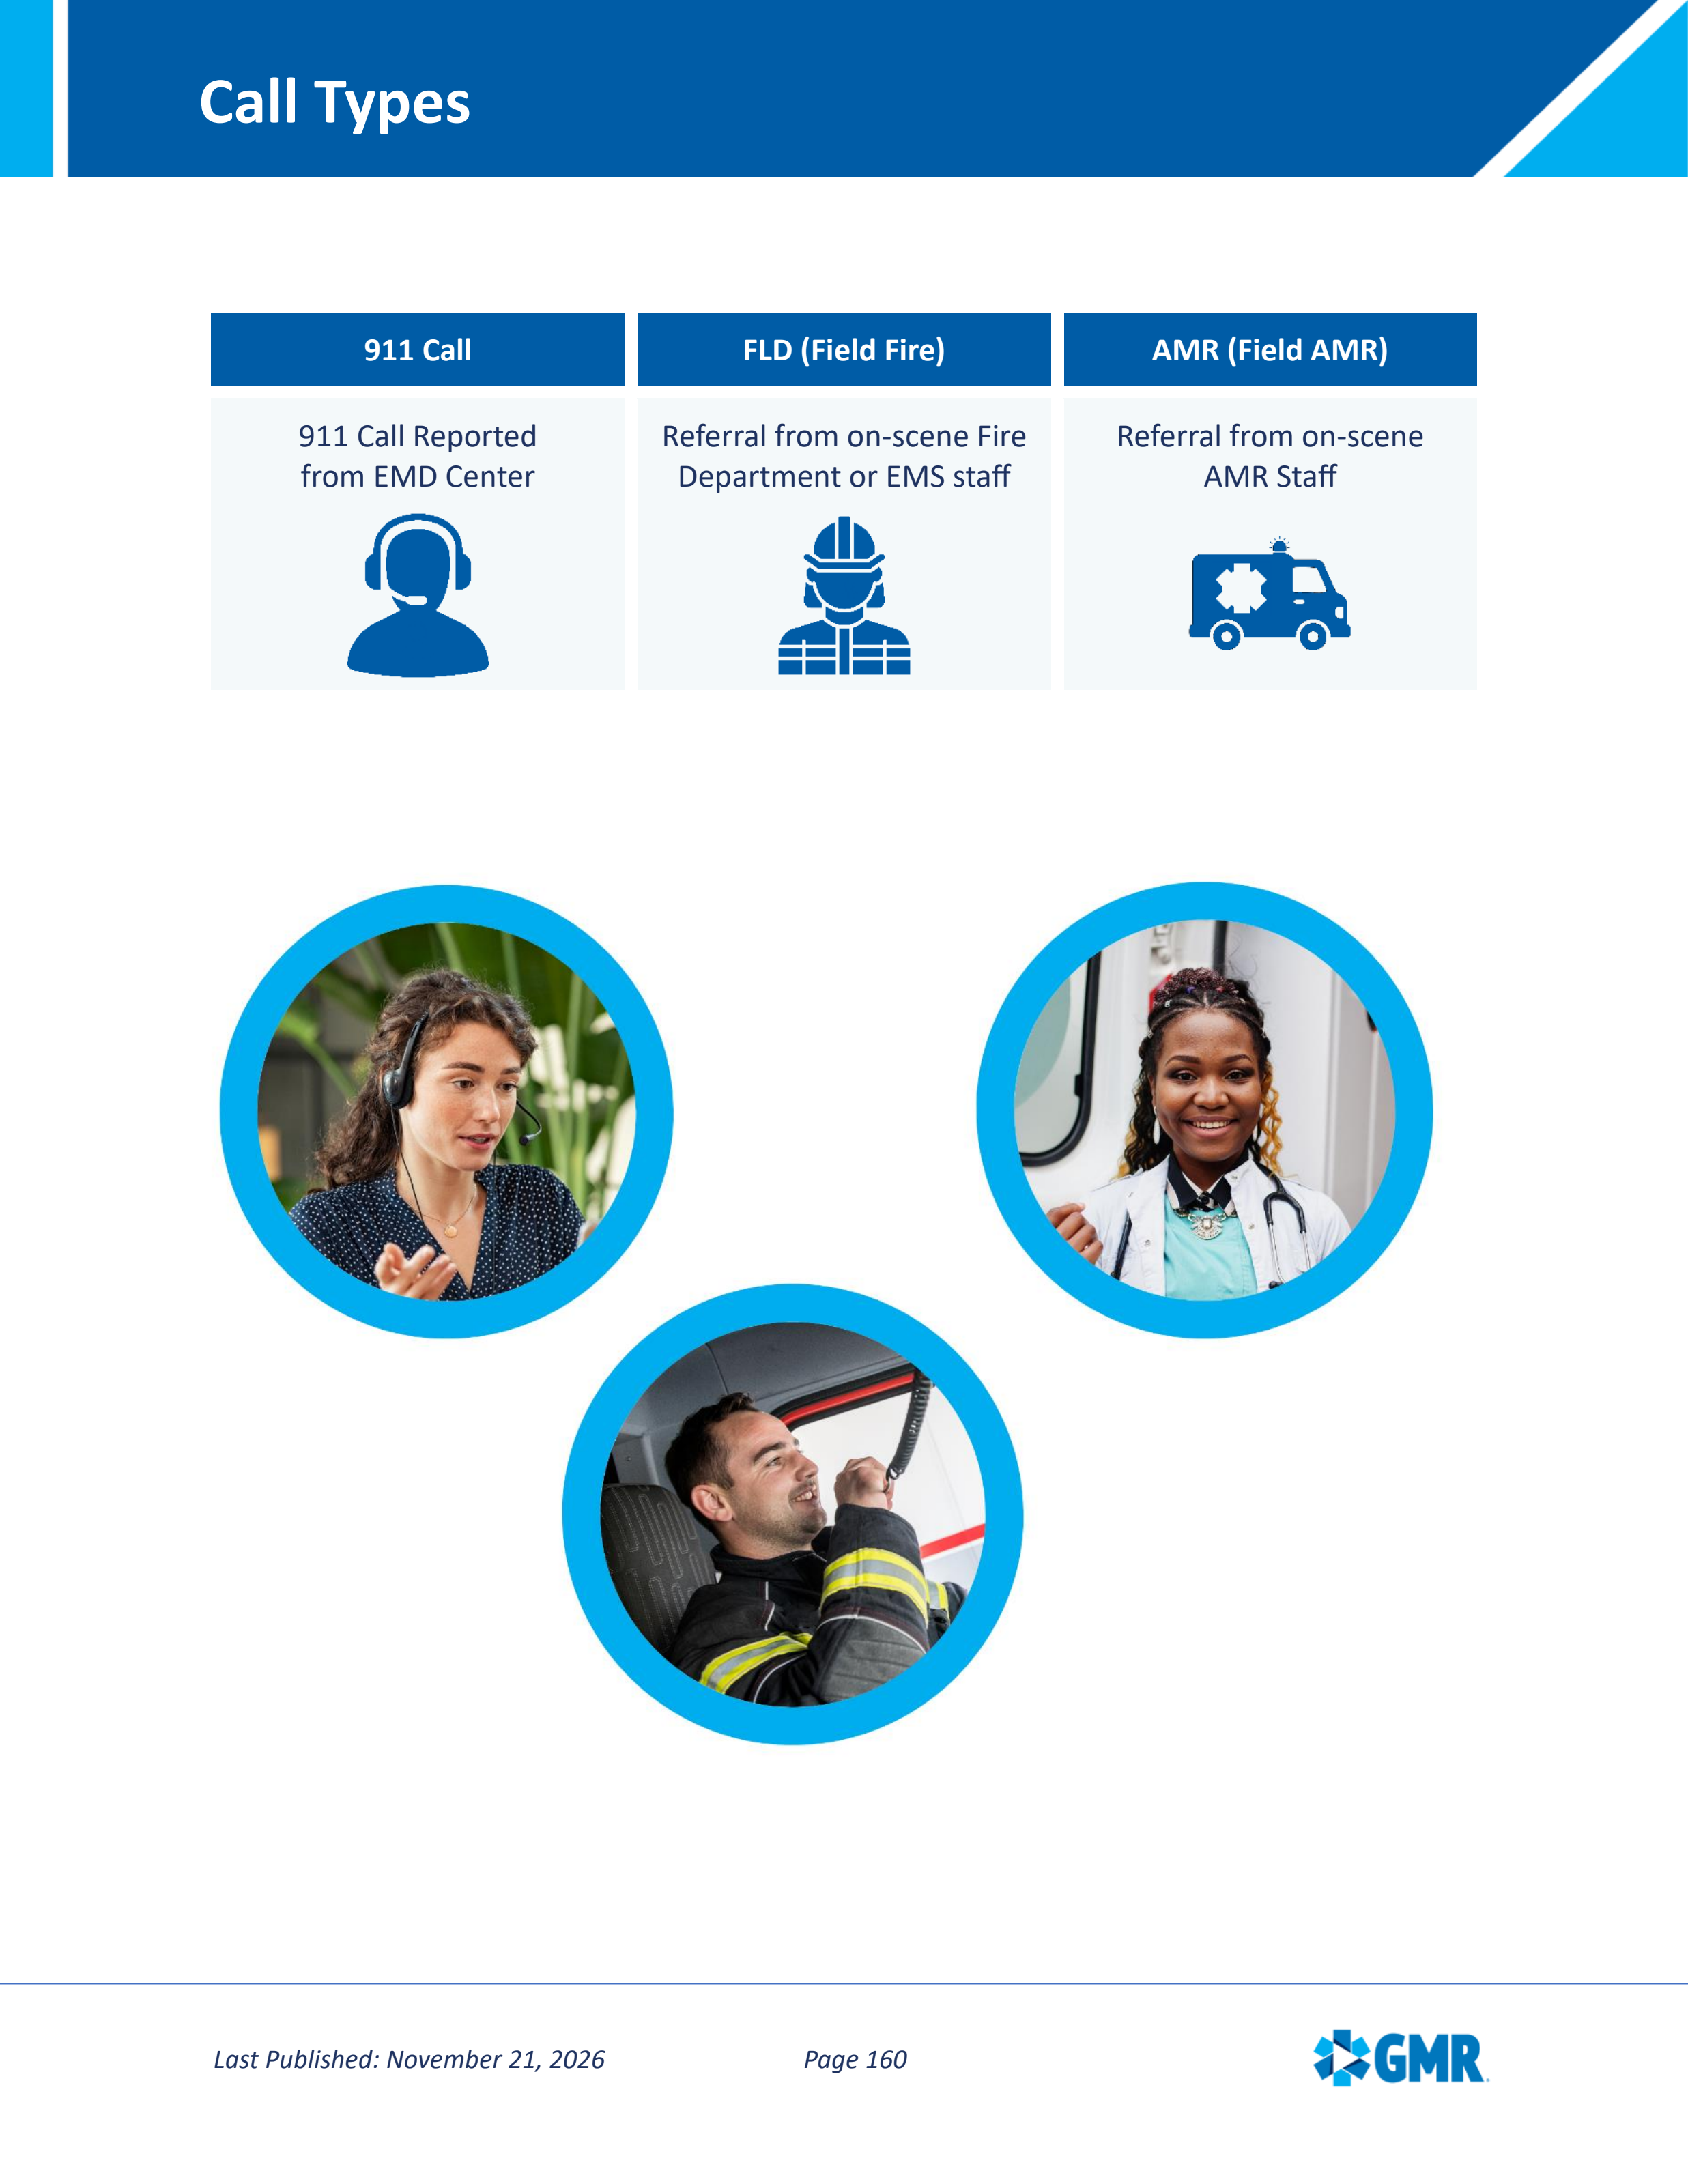 Call Types
911 Call
FLD (Field Fire)
AMR (Field AMR)
911 Call Reported
from EMD Center
Referral from on-scene Fire
Department or EMS staff
Referral from on-scene
AMR Staff
Last Published: November 21, 2026
Page 160
GMR